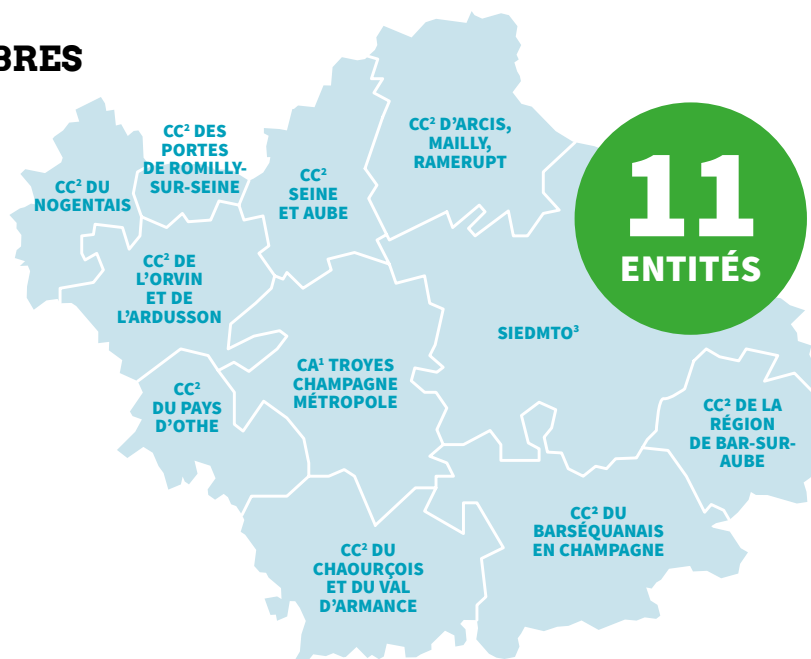 BRES
CC² DES
PORTES
DE ROMILLY-
SUR-SEINE
CC² DU
NOGENTAIS
CC²
SEINE
ET AUBE
CC² D'ARCIS,
MAILLY,
RAMERUPT
11
ENTITÉS
CC² DE
L'ORVIN
ET DE
L'ARDUSSON
SIEDMTO³
CA¹ TROYES
CHAMPAGNE
MÉTROPOLE
CC²
DU PAYS
D'OTHE
CC² DE LA
RÉGION
DE BAR-SUR-
AUBE
CC² DU
BARSÉQUANAIS
EN CHAMPAGNE
CC² DU
CHAOURÇOIS
ET DU VAL
D'ARMANCE